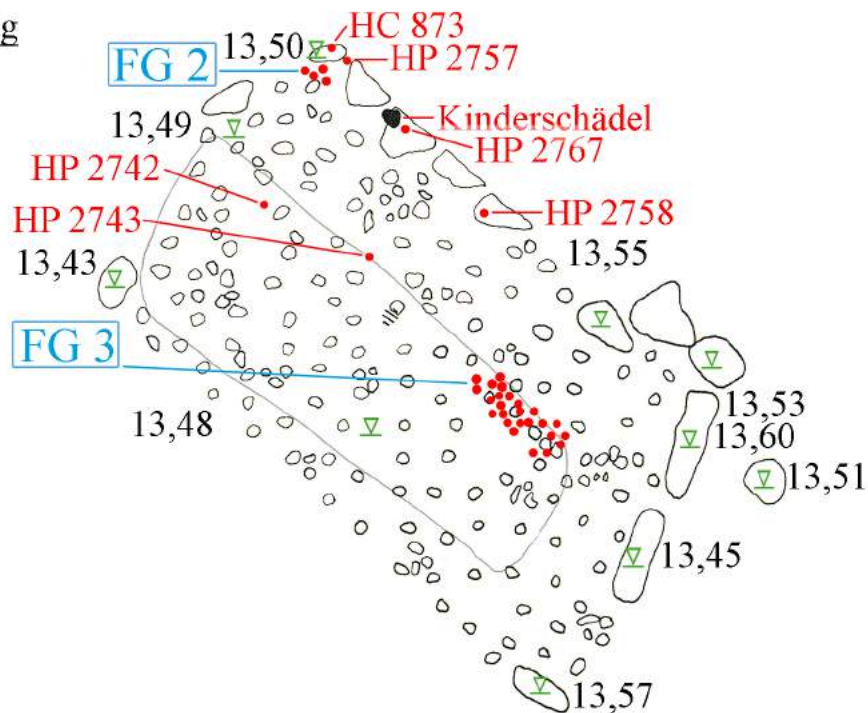 g
HC 873
13,50
HP 2757
FG 2
Kinderschädel
13,49
HP 2767
HP 2742
HP 2758
HP 2743
13,55
13,43
FG 3
13,53
13,48
13,60
13,51
13,45
13,57